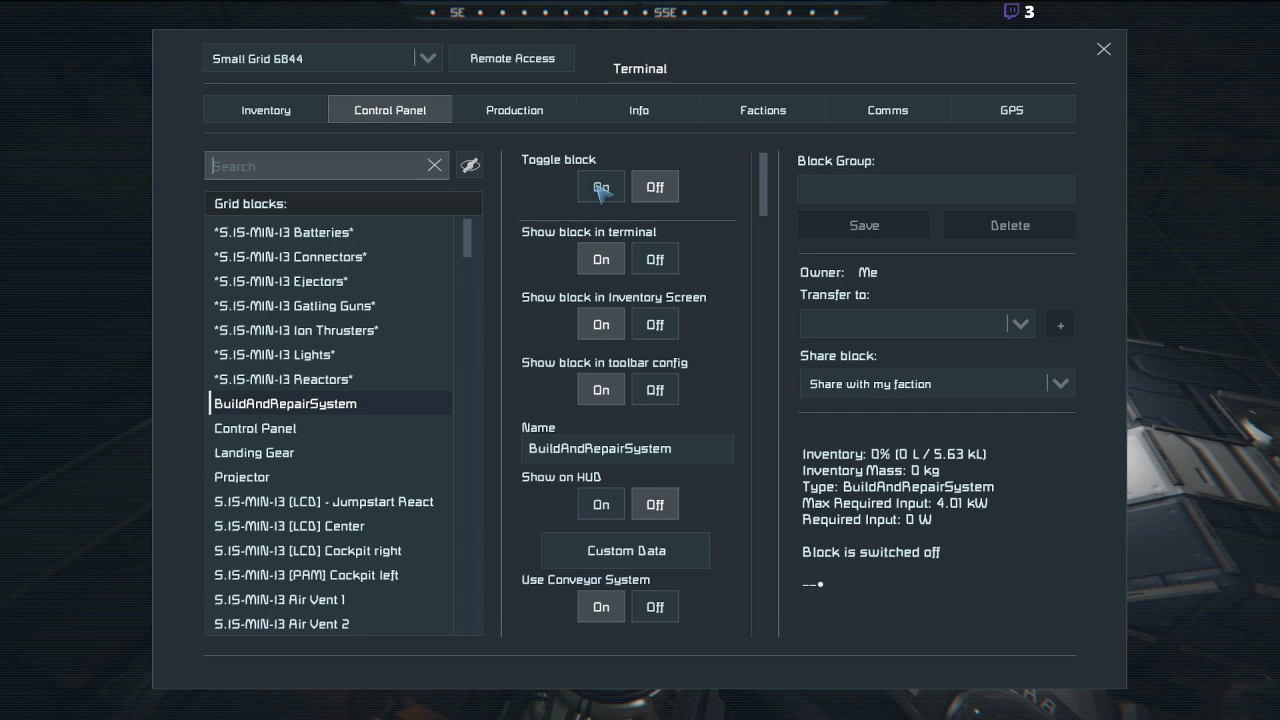 SE
SSE
3
Small Grid 6844
Remote Access
Terminal
Inventory
Control Panel
Production
Info
Factions
Comms
GPS
Search
Grid blocks:
*S.IS-MIN-13 Batteries*
*S.IS-MIN-13 Connectors*
*S.IS-MIN-13 Ejectors*
*S.IS-MIN-13 Gatling Guns*
*S.IS-MIN-13 Ion Thrusters*
*S.IS-MIN-13 Lights*
*S.IS-MIN-13 Reactors*
BuildAndRepairSystem
Control Panel
Landing Gear
Projector
S.IS-MIN-13 [LCD] - Jumpstart React
S.IS-MIN-13 [LCD] Center
S.IS-MIN-13 [LCD] Cockpit right
S.IS-MIN-13 [PAM] Cockpit left
S.IS-MIN-13 Air Vent 1
S.IS-MIN-13 Air Vent 2
Toggle block
On Off
Show block in terminal
On Off
Show block in Inventory Screen
On Off
Show block in toolbar config
On Off
Name
BuildAndRepairSystem
Show on HUD
On Off
Custom Data
Use Conveyor System
On Off
Block Group:
Save Delete
Owner: Me
Transfer to:
+
Share block:
Share with my faction
Inventory: 0% (0 L / 5.63 kL)
Inventory Mass: 0 kg
Type: BuildAndRepairSystem
Max Required Input: 4.01 kW
Required Input: 0 W
Block is switched off
--•